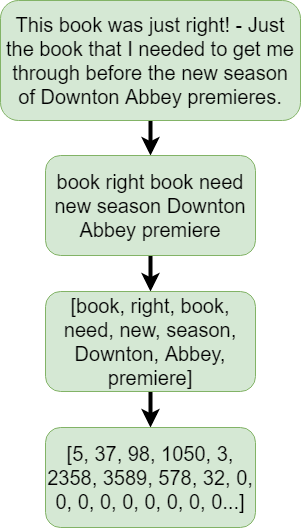 This book was just right! - Just
the book that I needed to get me
through before the new season
of Downton Abbey premieres.
book right book need
new season Downton
Abbey premiere
[book, right, book,
need, new, season,
Downton, Abbey,
premiere]
[5, 37, 98, 1050, 3,
2358, 3589, 578, 32, 0,
0, 0, 0, 0, 0, 0, 0, 0...]